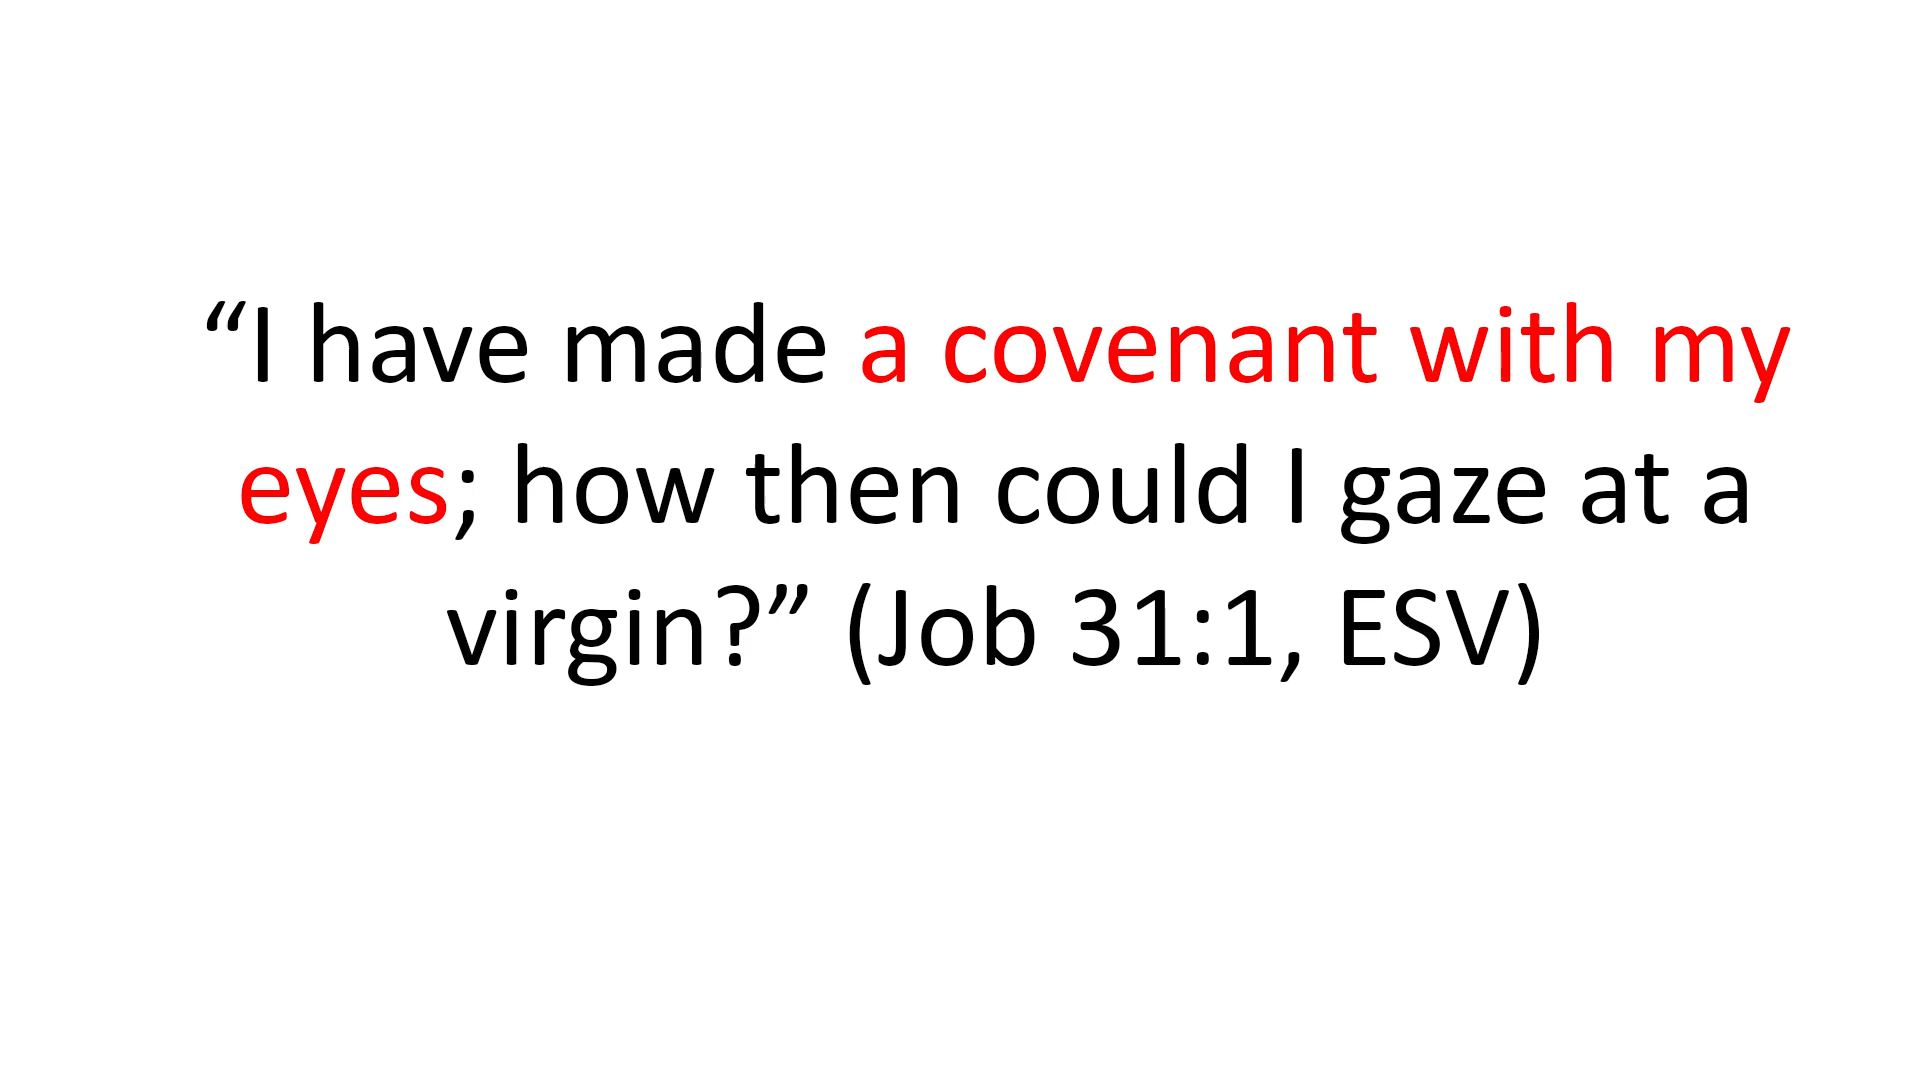 “I have made a covenant with my
eyes; how then could I gaze at a
virgin?” (Job 31:1, ESV)